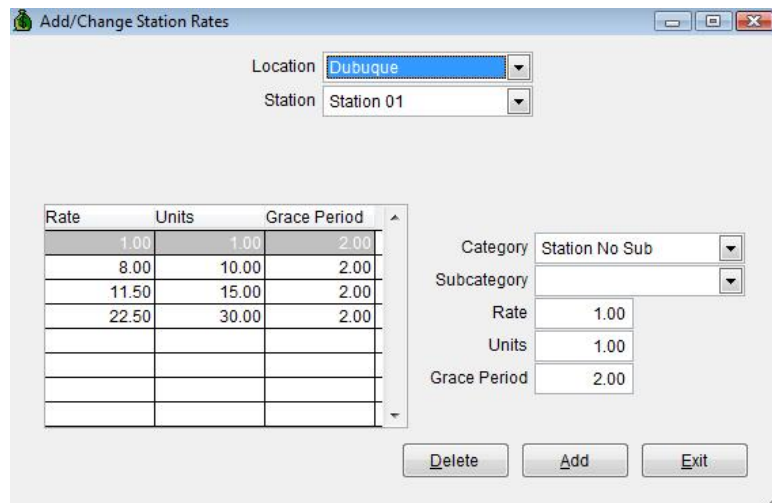 Add/Change Station Rates
Location Dubuque
Station Station 01
Rate Units Grace Period
1.00 1.00 2.00
8.00 10.00 2.00
11.50 15.00 2.00
22.50 30.00 2.00
Category Station No Sub
Subcategory
Rate 1.00
Units 1.00
Grace Period 2.00
Delete Add Exit